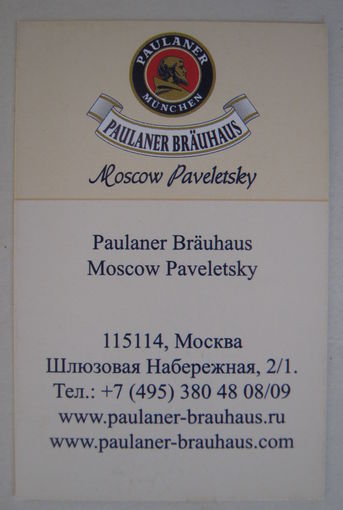 PAULANER
MÜNCHEN
PAULANER BRÄUHAUS
Moscow Paveletsky
Paulaner Bräuhaus
Moscow Paveletsky
115114, Москва
Шлюзовая Набережная, 2/1.
Тел.: +7 (495) 380 48 08/09
www.paulaner-brauhaus.ru
www.paulaner-brauhaus.com